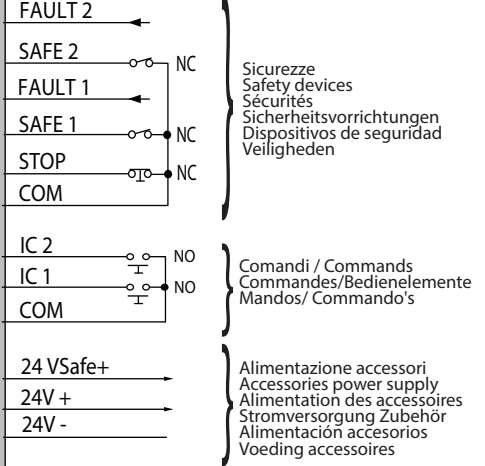 FAULT 2
SAFE 2
NC
FAULT 1
SAFE 1
NC
STOP
NC
COM
Sicurezze
Safety devices
Sécurités
Sicherheitsvorrichtungen
Dispositivos de seguridad
Veiligheden
IC 2
NO
IC 1
NO
COM
Comandi / Commands
Commandes/Bedienelemente
Mandos/ Commando's
24 VSafe+
24V +
24V -
Alimentazione accessori
Accessories power supply
Alimentation des accessoires
Stromversorgung Zubehör
Alimentación accesorios
Voeding accessoires